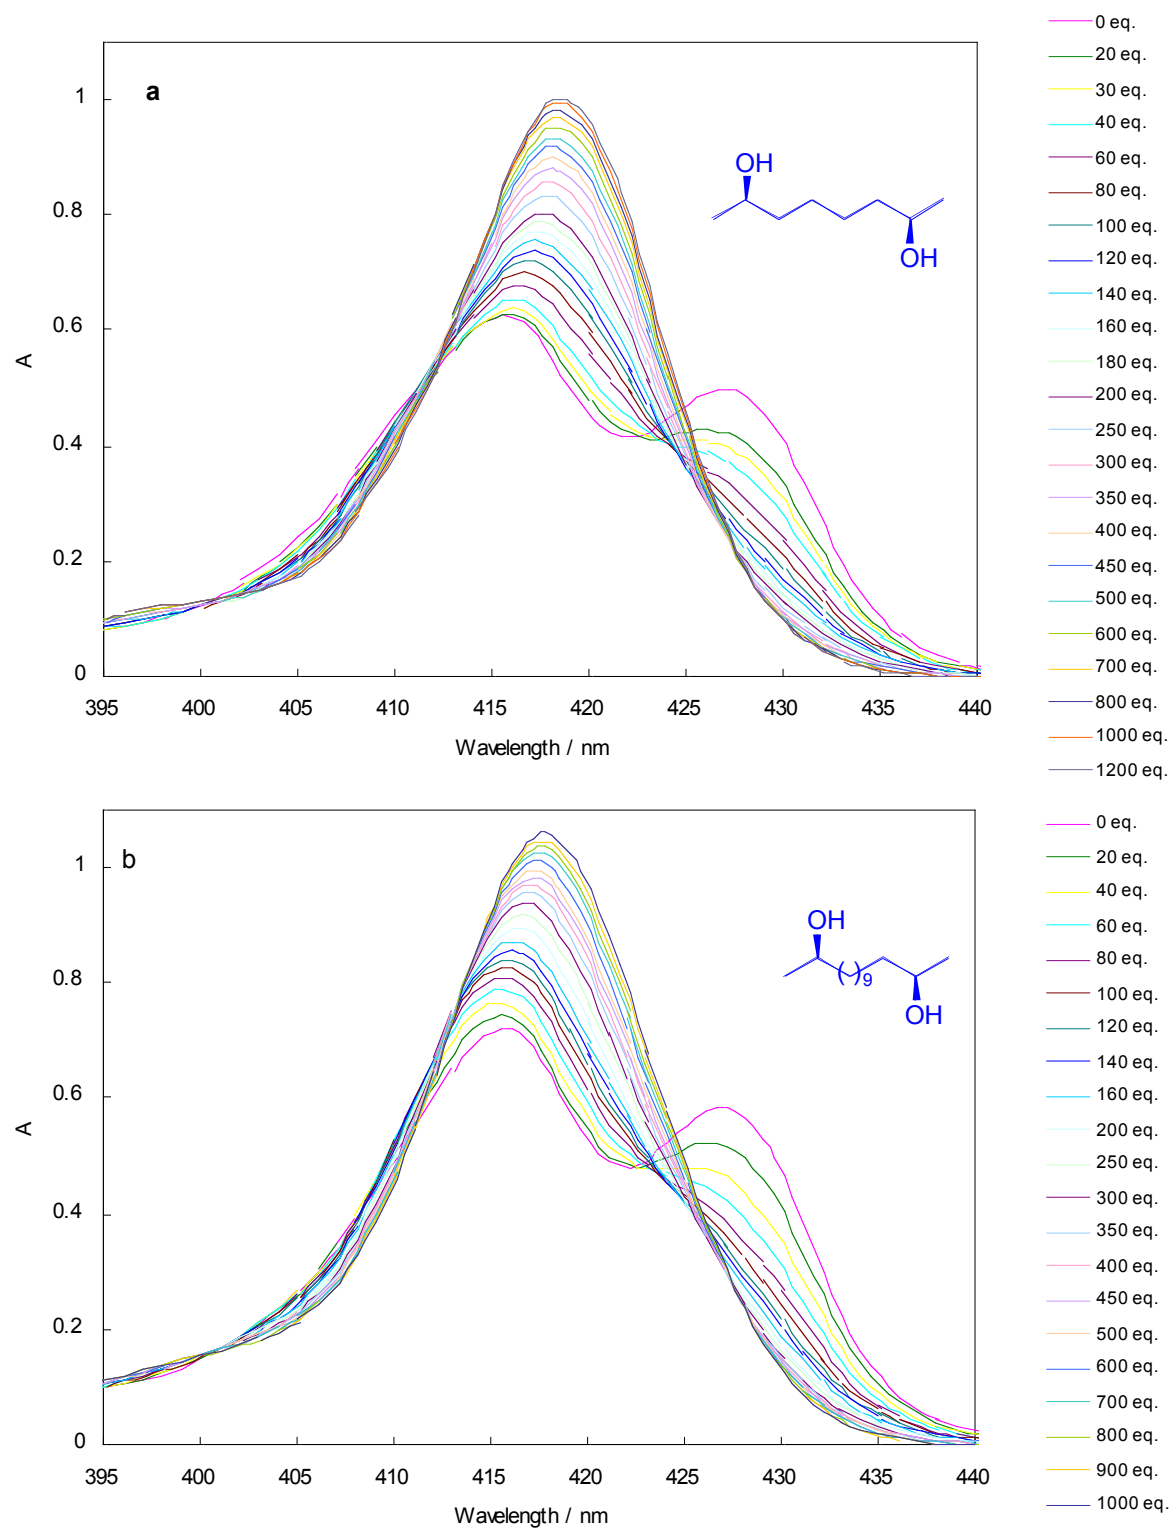 a
1
0.8
0.6
0.4
0.2
0
A
395 400 405 410 415 420 425 430 435 440
Wavelength / nm
OH
OH
0 eq.
20 eq.
30 eq.
40 eq.
60 eq.
80 eq.
100 eq.
120 eq.
140 eq.
160 eq.
180 eq.
200 eq.
250 eq.
300 eq.
350 eq.
400 eq.
450 eq.
500 eq.
600 eq.
700 eq.
800 eq.
1000 eq.
1200 eq.
b
1
0.8
0.6
0.4
0.2
0
A
395 400 405 410 415 420 425 430 435 440
Wavelength / nm
OH
( )9
OH
0 eq.
20 eq.
40 eq.
60 eq.
80 eq.
100 eq.
120 eq.
140 eq.
160 eq.
200 eq.
250 eq.
300 eq.
350 eq.
400 eq.
450 eq.
500 eq.
600 eq.
700 eq.
800 eq.
900 eq.
1000 eq.